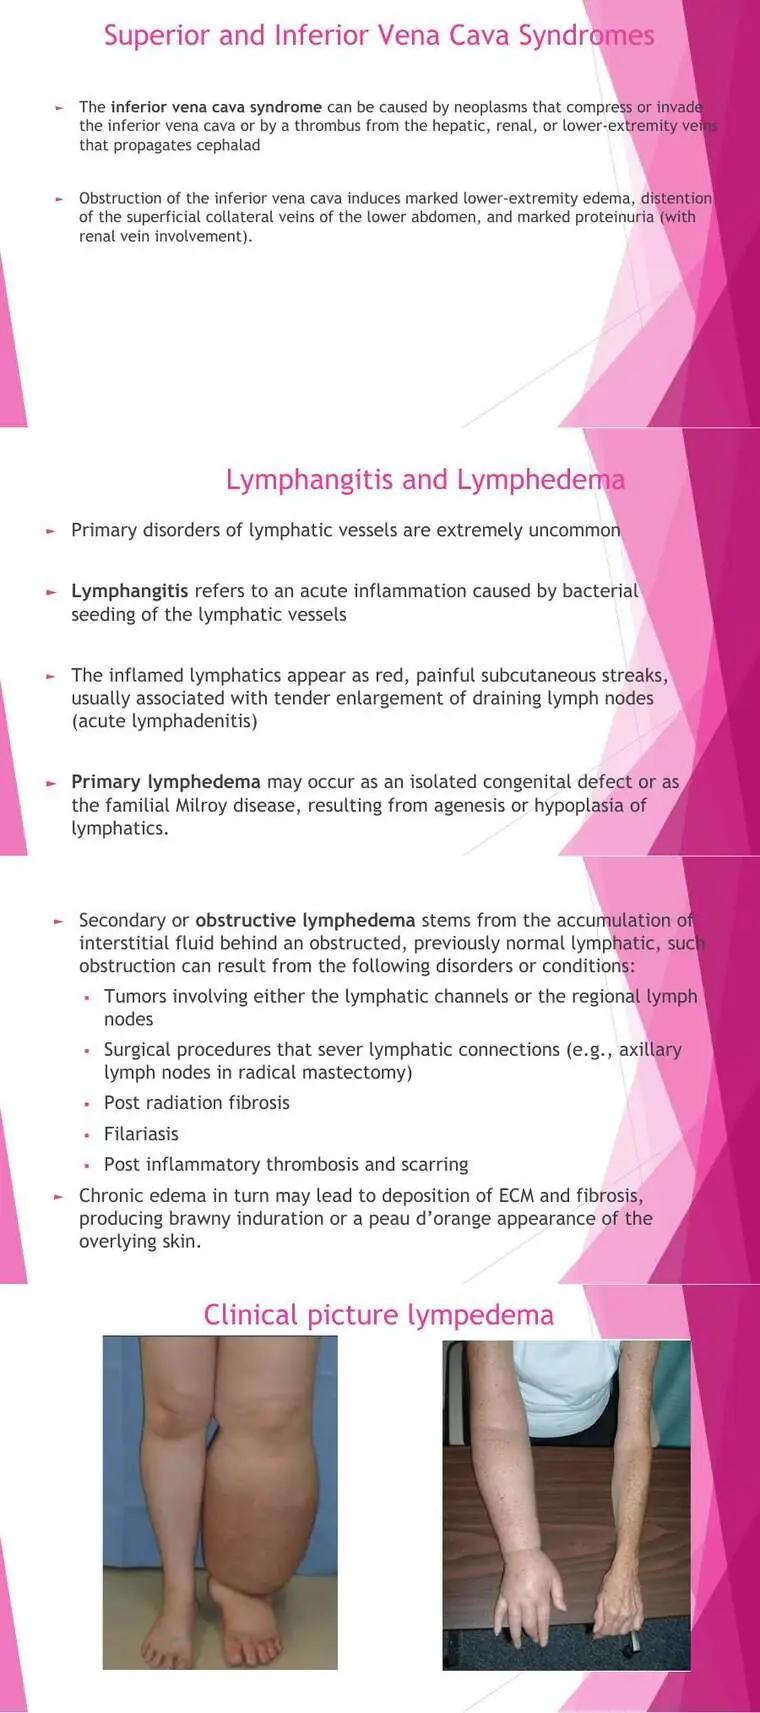 Superior and Inferior Vena Cava Syndromes
► The inferior vena cava syndrome can be caused by neoplasms that compress or invade
the inferior vena cava or by a thrombus from the hepatic, renal, or lower-extremity veins
that propagates cephalad
► Obstruction of the inferior vena cava induces marked lower-extremity edema, distention
of the superficial collateral veins of the lower abdomen, and marked proteinuria (with
renal vein involvement).
Lymphangitis and Lymphedema
► Primary disorders of lymphatic vessels are extremely uncommon
► Lymphangitis refers to an acute inflammation caused by bacterial
seeding of the lymphatic vessels
► The inflamed lymphatics appear as red, painful subcutaneous streaks,
usually associated with tender enlargement of draining lymph nodes
(acute lymphadenitis)
► Primary lymphedema may occur as an isolated congenital defect or as
the familial Milroy disease, resulting from agenesis or hypoplasia of
lymphatics.
► Secondary or obstructive lymphedema stems from the accumulation of
interstitial fluid behind an obstructed, previously normal lymphatic, such
obstruction can result from the following disorders or conditions:
▪ Tumors involving either the lymphatic channels or the regional lymph
nodes
▪ Surgical procedures that sever lymphatic connections (e.g., axillary
lymph nodes in radical mastectomy)
▪ Post radiation fibrosis
▪ Filariasis
▪ Post inflammatory thrombosis and scarring
► Chronic edema in turn may lead to deposition of ECM and fibrosis,
producing brawny induration or a peau d’orange appearance of the
overlying skin.
Clinical picture lympedema